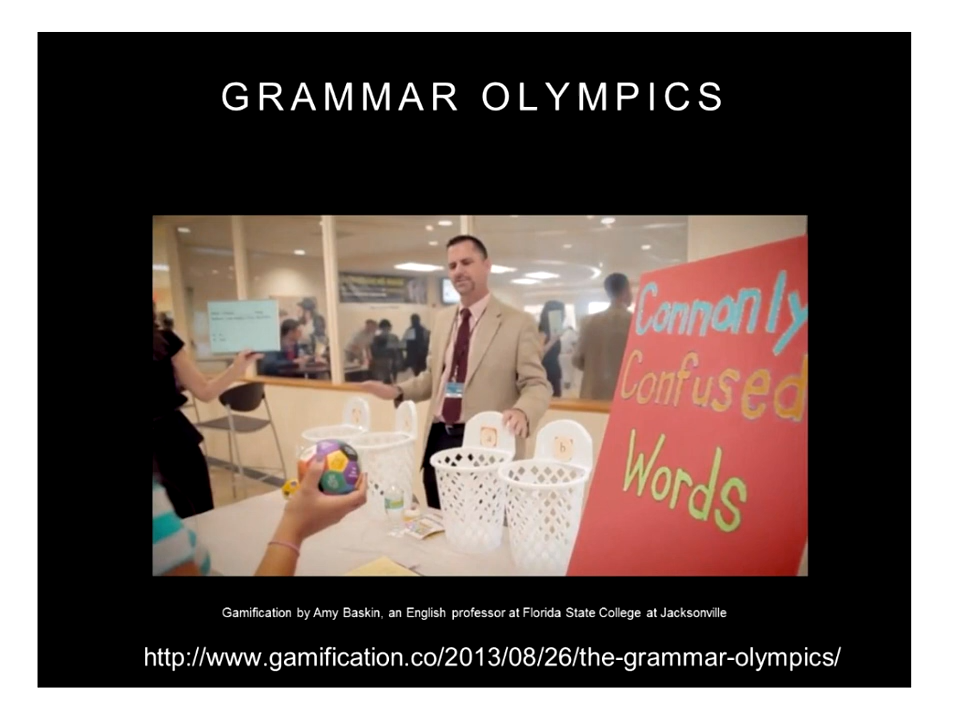 GRAMMAR OLYMPICS
Commonly
Confused
Words
a
b
Gamification by Amy Baskin, an English professor at Florida State College at Jacksonville
http://www.gamification.co/2013/08/26/the-grammar-olympics/